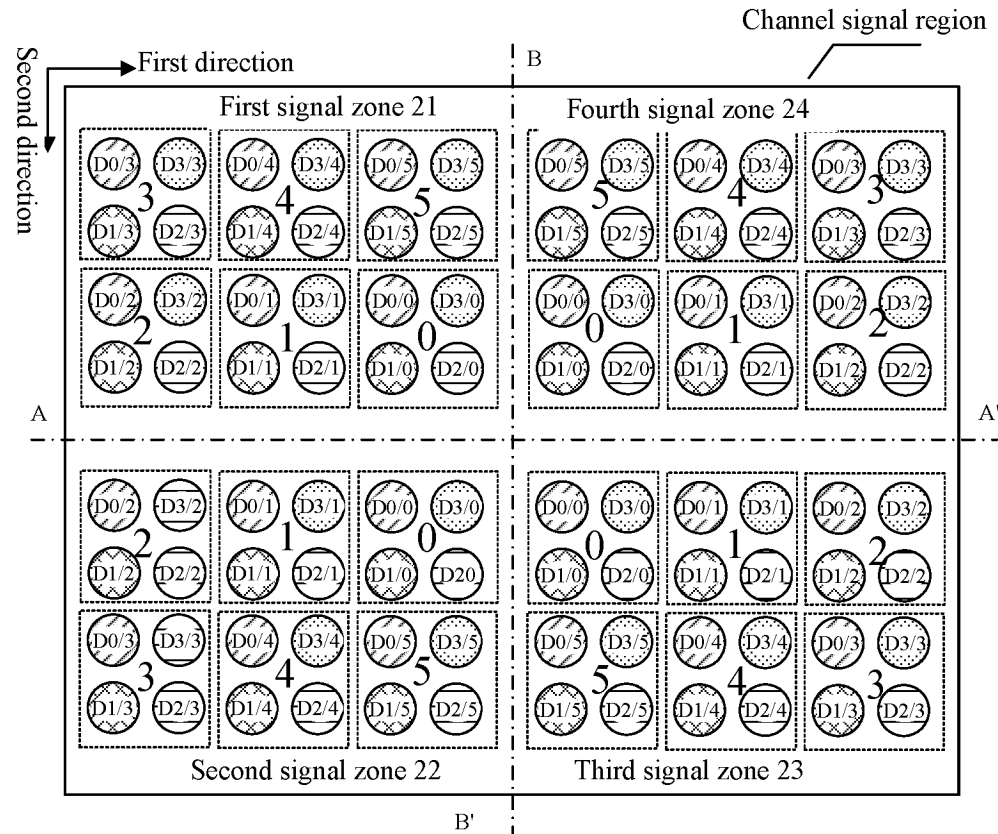 Channel signal region
B
Second direction
First direction
First signal zone 21
Fourth signal zone 24
D0/3 D3/3 D0/4 D3/4 D0/5 D3/5 D0/5 D3/5 D0/4 D3/4 D0/3 D3/3
3 4 5 5 4 3
D1/3 D2/3 D1/4 D2/4 D1/5 D2/5 D1/5 D2/5 D1/4 D2/4 D1/3 D2/3
D0/2 D3/2 D0/1 D3/1 D0/0 D3/0 D0/0 D3/0 D0/1 D3/1 D0/2 D3/2
2 1 0 0 1 2
D1/2 D2/2 D1/1 D2/1 D1/0 D2/0 D1/0 D2/0 D1/1 D2/1 D1/2 D2/2
A A'
D0/2 D3/2 D0/1 D3/1 D0/0 D3/0 D0/0 D3/0 D0/1 D3/1 D0/2 D3/2
2 1 0 0 1 2
D1/2 D2/2 D1/1 D2/1 D1/0 D20 D1/0 D2/0 D1/1 D2/1 D1/2 D2/2
D0/3 D3/3 D0/4 D3/4 D0/5 D3/5 D0/5 D3/5 D0/4 D3/4 D0/3 D3/3
3 4 5 5 4 3
D1/3 D2/3 D1/4 D2/4 D1/5 D2/5 D1/5 D2/5 D1/4 D2/4 D1/3 D2/3
Second signal zone 22
Third signal zone 23
B'